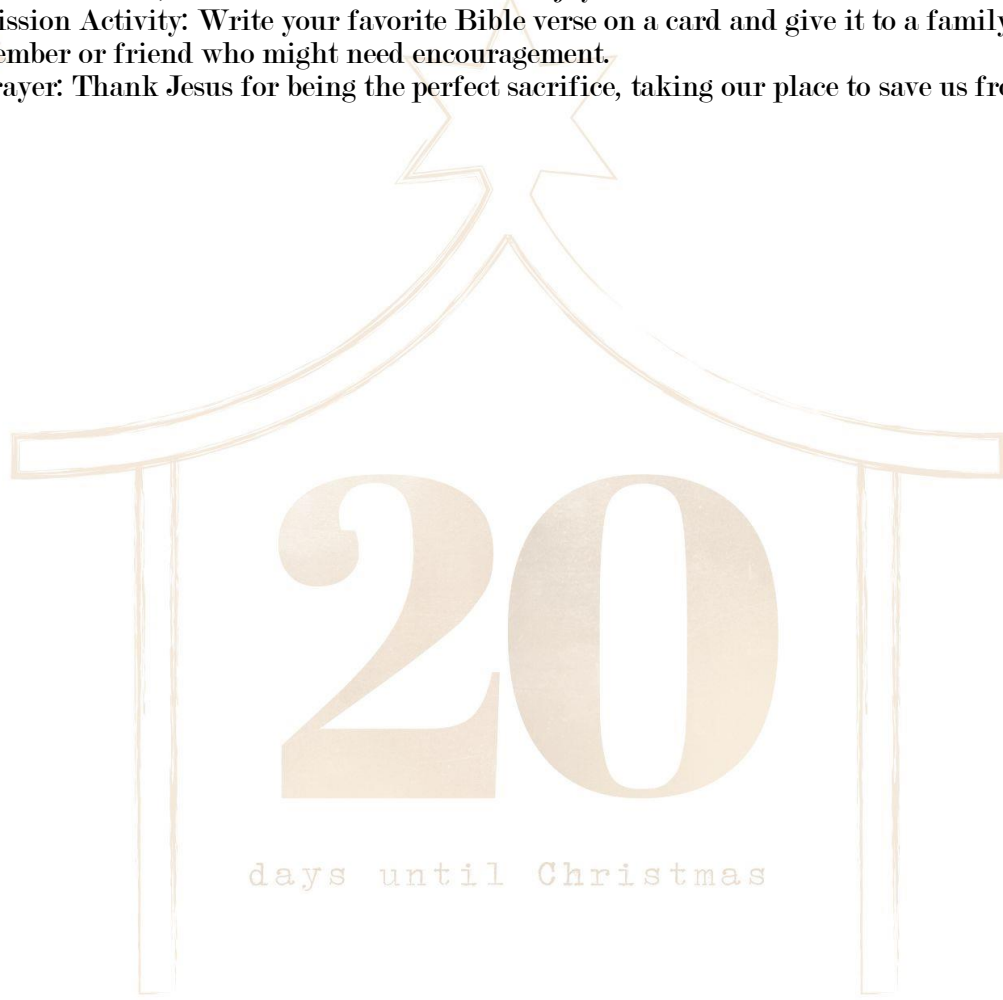 ission Activity: Write your favorite Bible verse on a card and give it to a family
ember or friend who might need encouragement.
rayer: Thank Jesus for being the perfect sacrifice, taking our place to save us fr
20
days until Christmas